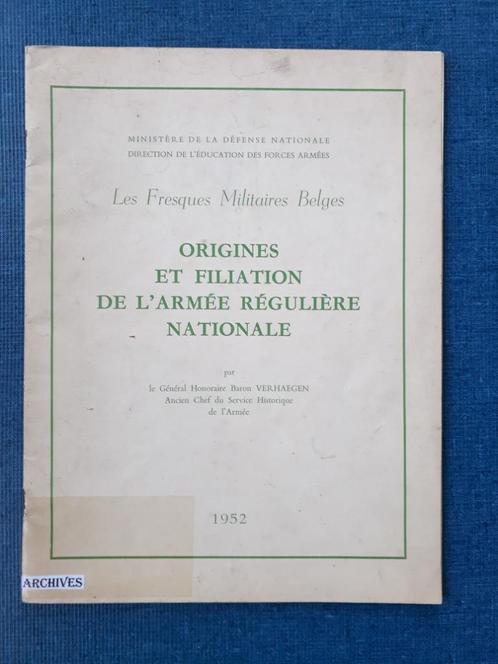 MINISTÈRE DE LA DÉFENSE NATIONALE
DIRECTION DE L'ÉDUCATION DES FORCES ARMÉES
Les Fresques Militaires Belges
ORIGINES
ET FILIATION
DE L'ARMÉE RÉGULIÈRE
NATIONALE
par
le Général Honoraire Baron VERHAEGEN
Ancien Chef du Service Historique
de l'Armée
1952
ARCHIVES